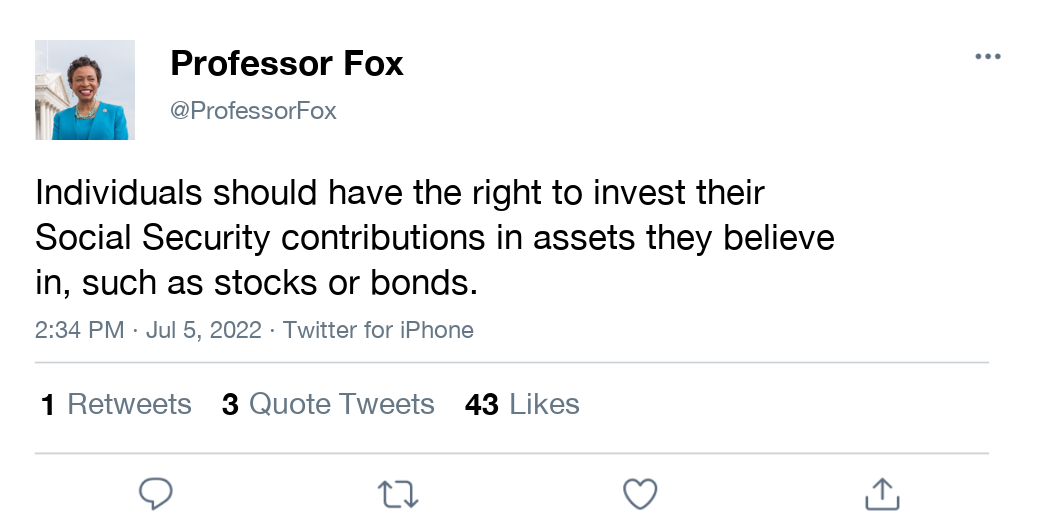 Professor Fox
@ProfessorFox
Individuals should have the right to invest their
Social Security contributions in assets they believe
in, such as stocks or bonds.
2:34 PM · Jul 5, 2022 · Twitter for iPhone
1 Retweets 3 Quote Tweets 43 Likes